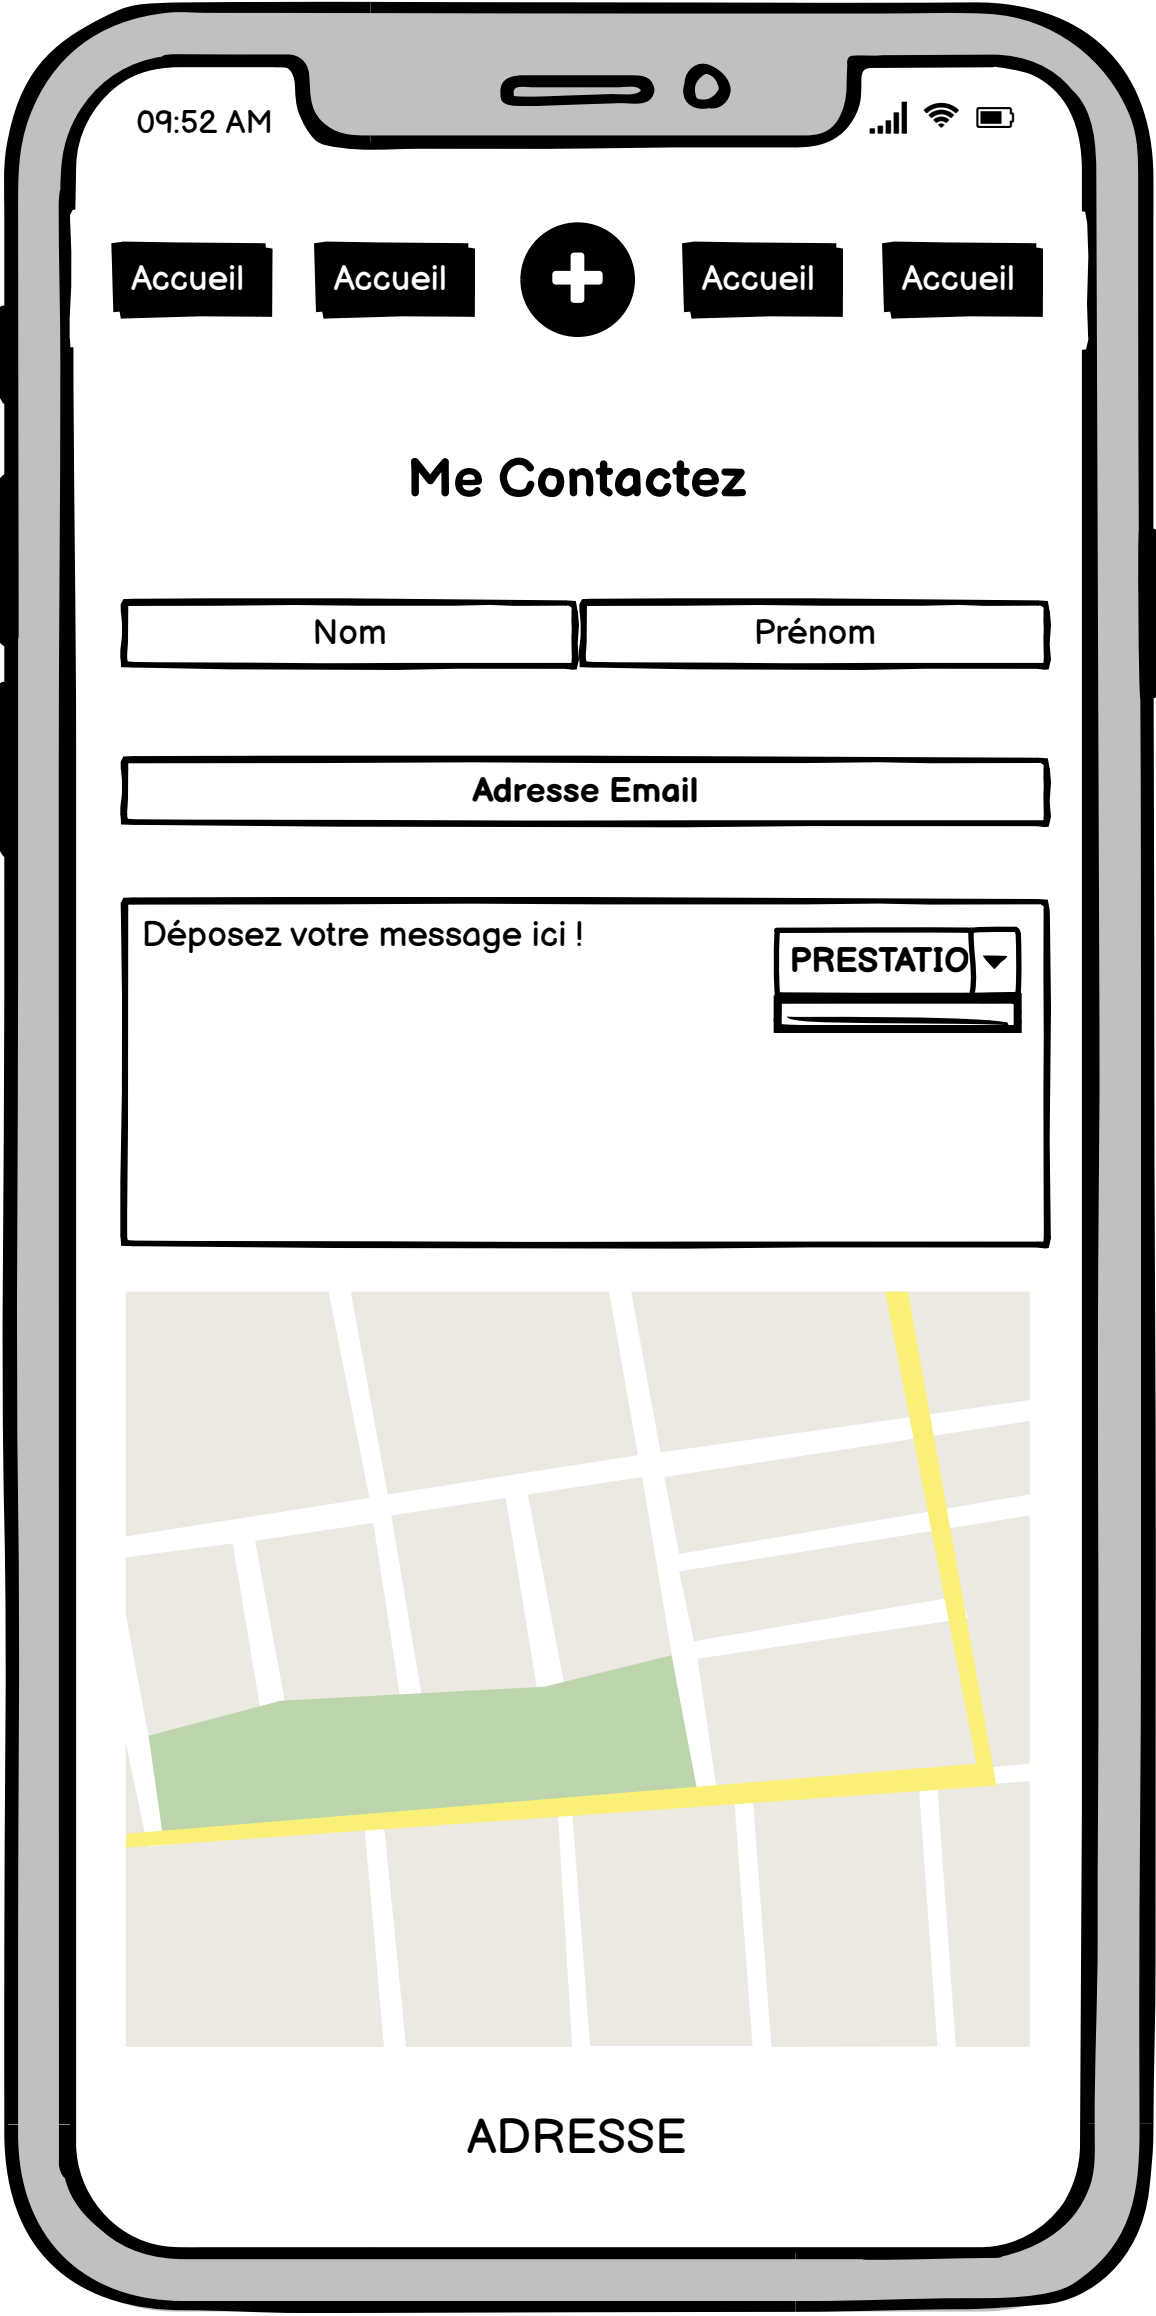 09:52 AM
Accueil Accueil Accueil Accueil
Me Contactez
Nom Prénom
Adresse Email
Déposez votre message ici !
PRESTATIO
ADRESSE